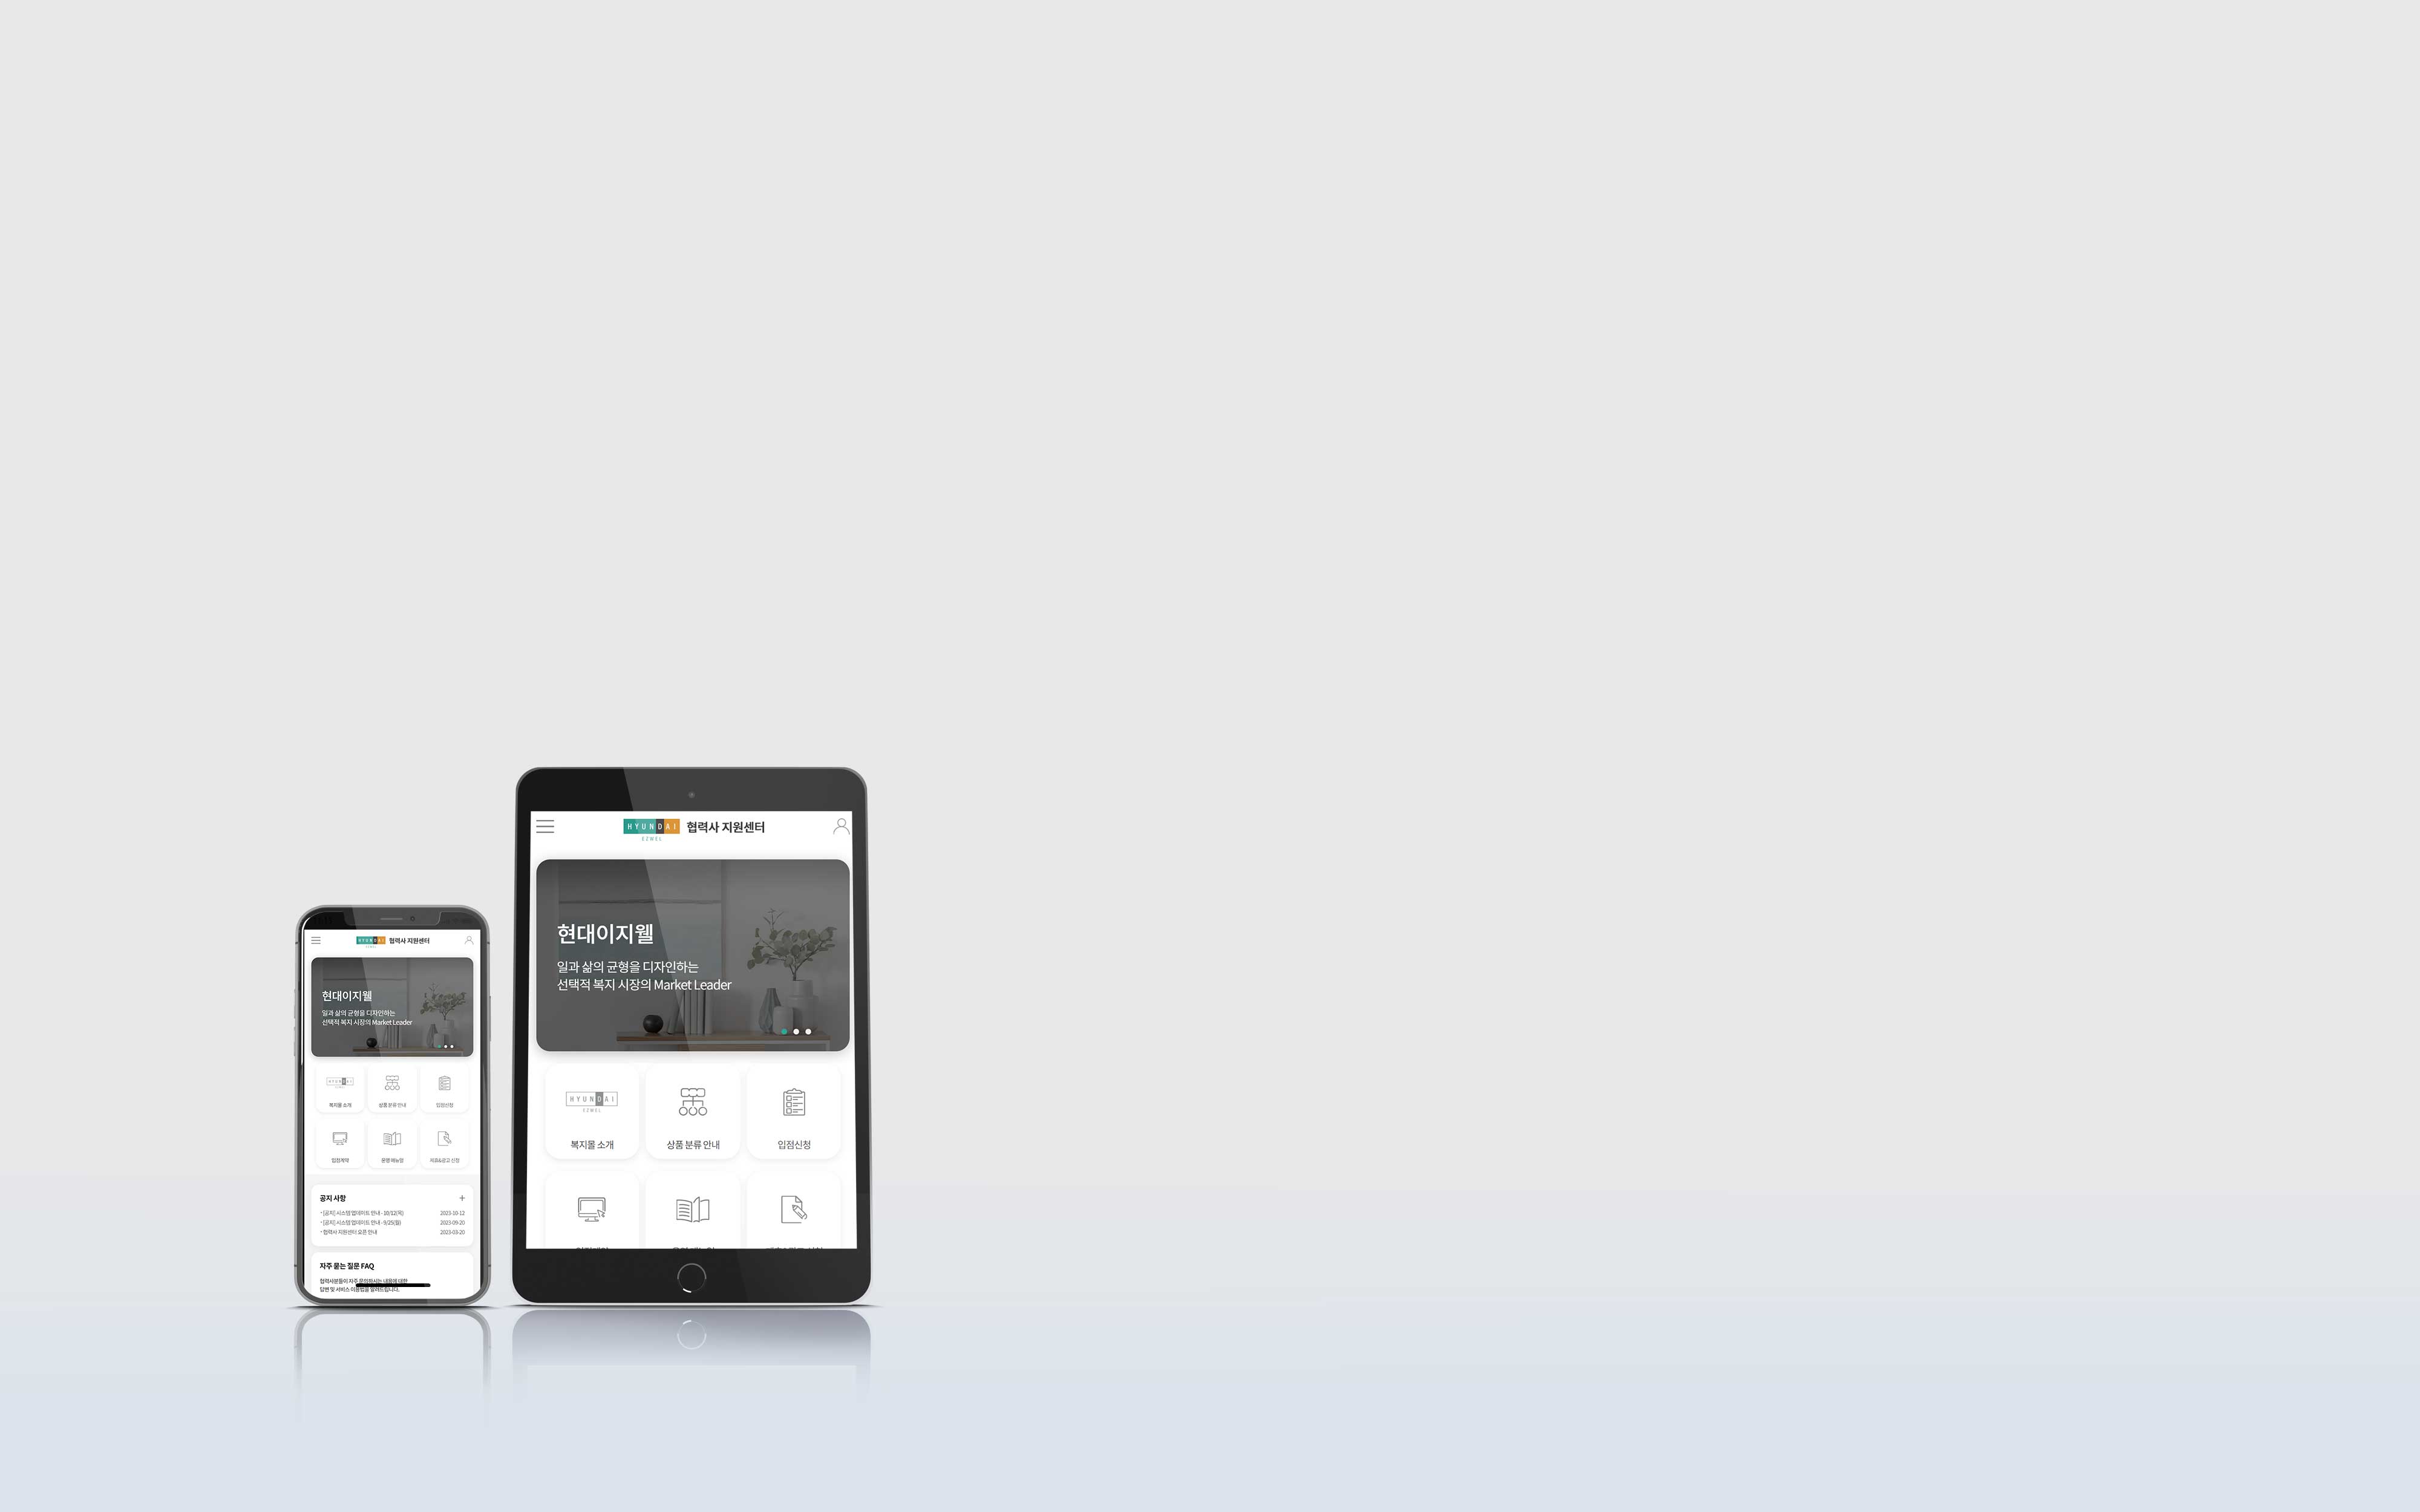 HYUNDAI
EZWEL
협력사 지원센터
현대이지웰
일과 삶의 균형을 디자인하는
선택적 복지 시장의 Market Leader
HYUNDAI
EZWEL
복지몰 소개
상품 분류 안내
입점신청
입점계약
운영 매뉴얼
제휴&광고 신청
공지 사항
+
· [공지] 시스템 업데이트 안내 - 10/12(목)
2023-10-12
· [공지] 시스템 업데이트 안내 - 9/25(월)
2023-09-20
· 협력사 지원센터 오픈 안내
2023-03-20
자주 묻는 질문 FAQ
협력사분들이 자주 문의하시는 내용에 대한
답변 및 서비스 이용법을 알려드립니다.
HYUNDAI
EZWEL
협력사 지원센터
현대이지웰
일과 삶의 균형을 디자인하는
선택적 복지 시장의 Market Leader
HYUNDAI
EZWEL
복지몰 소개
상품 분류 안내
입점신청